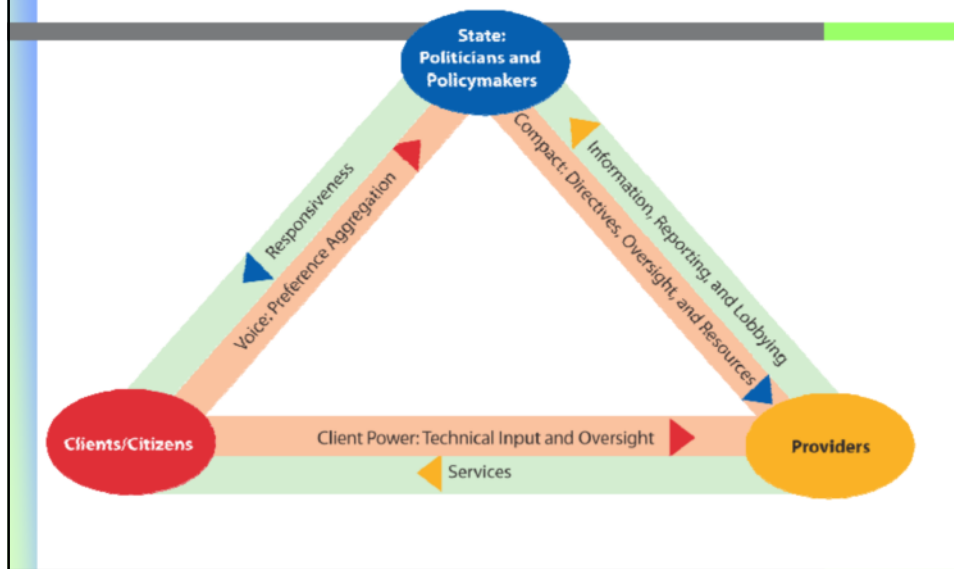 State:
Politicians and
Policymakers
Responsiveness
Voice: Preference Aggregation
Compact: Directives, Oversight, and Resources
Information, Reporting, and Lobbying
Clients/Citizens
Client Power: Technical Input and Oversight
Providers
Services